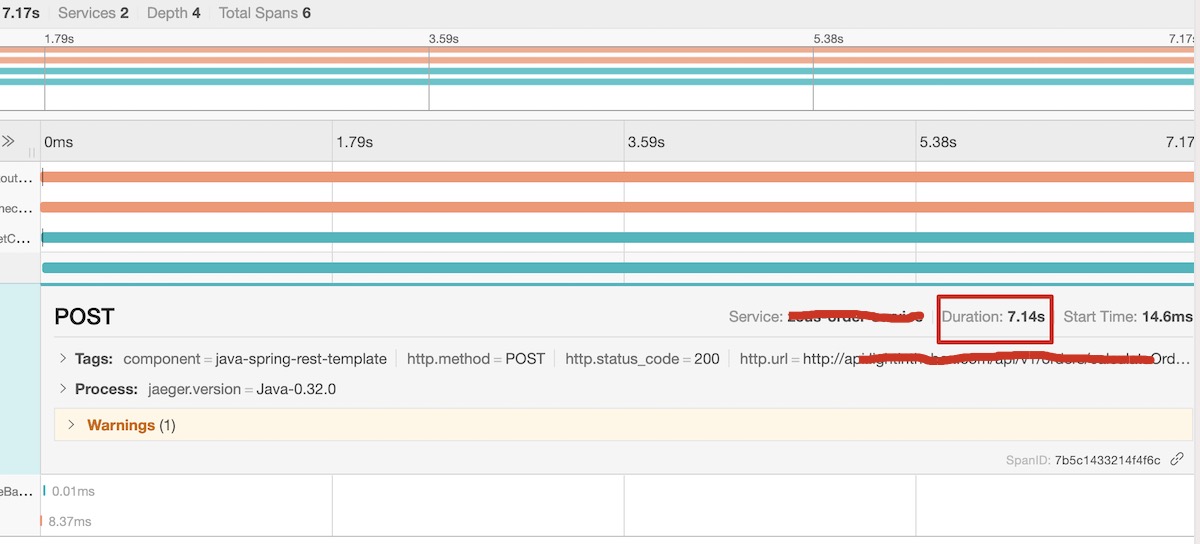 7.17s Services 2 Depth 4 Total Spans 6
1.79s 3.59s 5.38s 7.17s
0ms 1.79s 3.59s 5.38s 7.17
out...
nec...
etC...
POST
Service: Duration: 7.14s Start Time: 14.6ms
> Tags: component = java-spring-rest-template http.method = POST http.status_code = 200 http.url = http://ap Ord...
> Process: jaeger.version = Java-0.32.0
> Warnings (1)
SpanID: 7b5c1433214f4f6c
eBa... 0.01ms
8.37ms